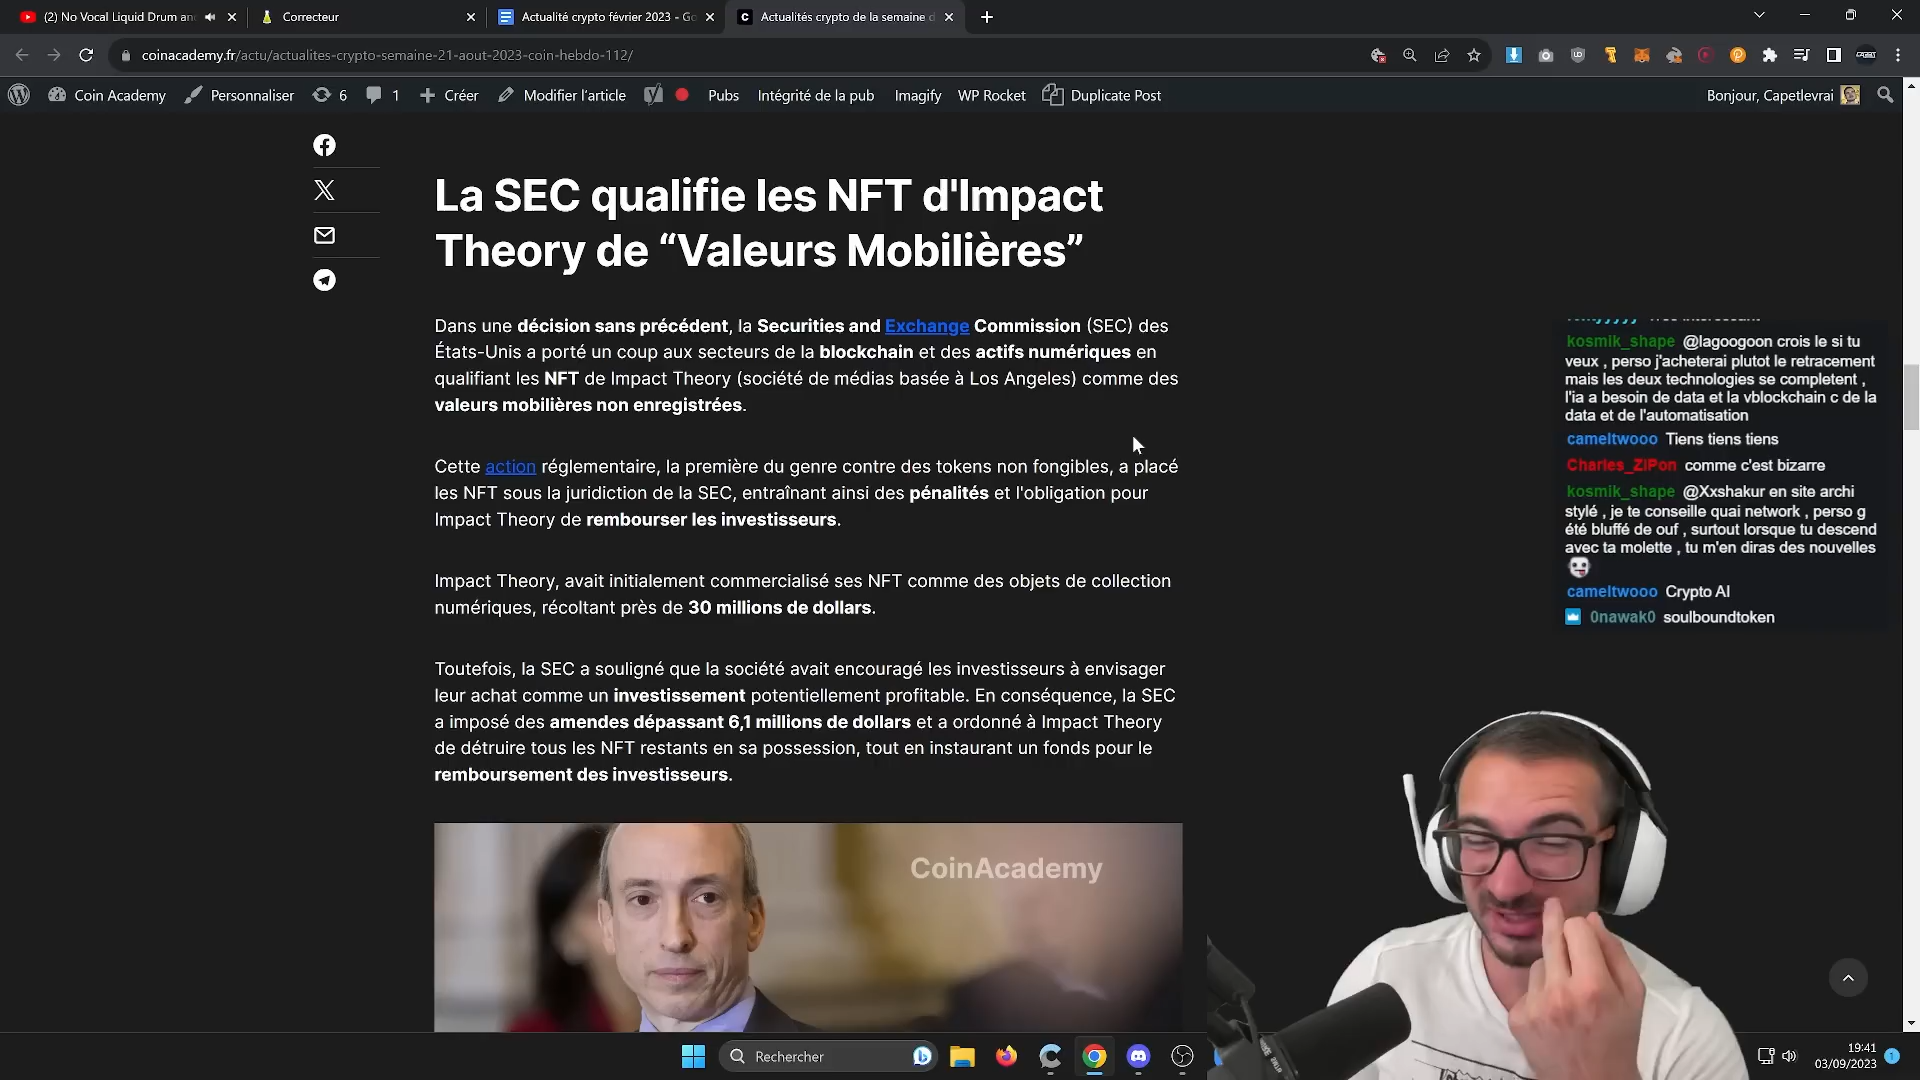 (2) No Vocal Liquid Drum an
Correcteur
Actualité crypto février 2023 - Go
Actualités crypto de la semaine d
coinacademy.fr/actu/actualites-crypto-semaine-21-aout-2023-coin-hebdo-112/
Coin Academy
Personnaliser
6
1
Créer
Modifier l'article
Pubs
Intégrité de la pub
Imagify
WP Rocket
Duplicate Post
Bonjour, Capetlevrai
La SEC qualifie les NFT d'Impact
Theory de “Valeurs Mobilières”
Dans une décision sans précédent, la Securities and Exchange Commission (SEC) des
États-Unis a porté un coup aux secteurs de la blockchain et des actifs numériques en
qualifiant les NFT de Impact Theory (société de médias basée à Los Angeles) comme des
valeurs mobilières non enregistrées.
Cette action réglementaire, la première du genre contre des tokens non fongibles, a placé
les NFT sous la juridiction de la SEC, entraînant ainsi des pénalités et l'obligation pour
Impact Theory de rembourser les investisseurs.
Impact Theory, avait initialement commercialisé ses NFT comme des objets de collection
numériques, récoltant près de 30 millions de dollars.
Toutefois, la SEC a souligné que la société avait encouragé les investisseurs à envisager
leur achat comme un investissement potentiellement profitable. En conséquence, la SEC
a imposé des amendes dépassant 6,1 millions de dollars et a ordonné à Impact Theory
de détruire tous les NFT restants en sa possession, tout en instaurant un fonds pour le
remboursement des investisseurs.
CoinAcademy
kosmik_shape @lagoogoon crois le si tu
veux , perso j'acheterai plutot le retracement
mais les deux technologies se completent ,
l'ia a besoin de data et la vblockchain c de la
data et de l'automatisation
cameltwooo Tiens tiens tiens
Charles_ZIPon comme c'est bizarre
kosmik_shape @Xxshakur en site archi
stylé , je te conseille quai network , perso g
été bluffé de ouf , surtout lorsque tu descend
avec ta molette , tu m'en diras des nouvelles
cameltwooo Crypto AI
0nawak0 soulboundtoken
Rechercher
19:41
03/09/2023
1